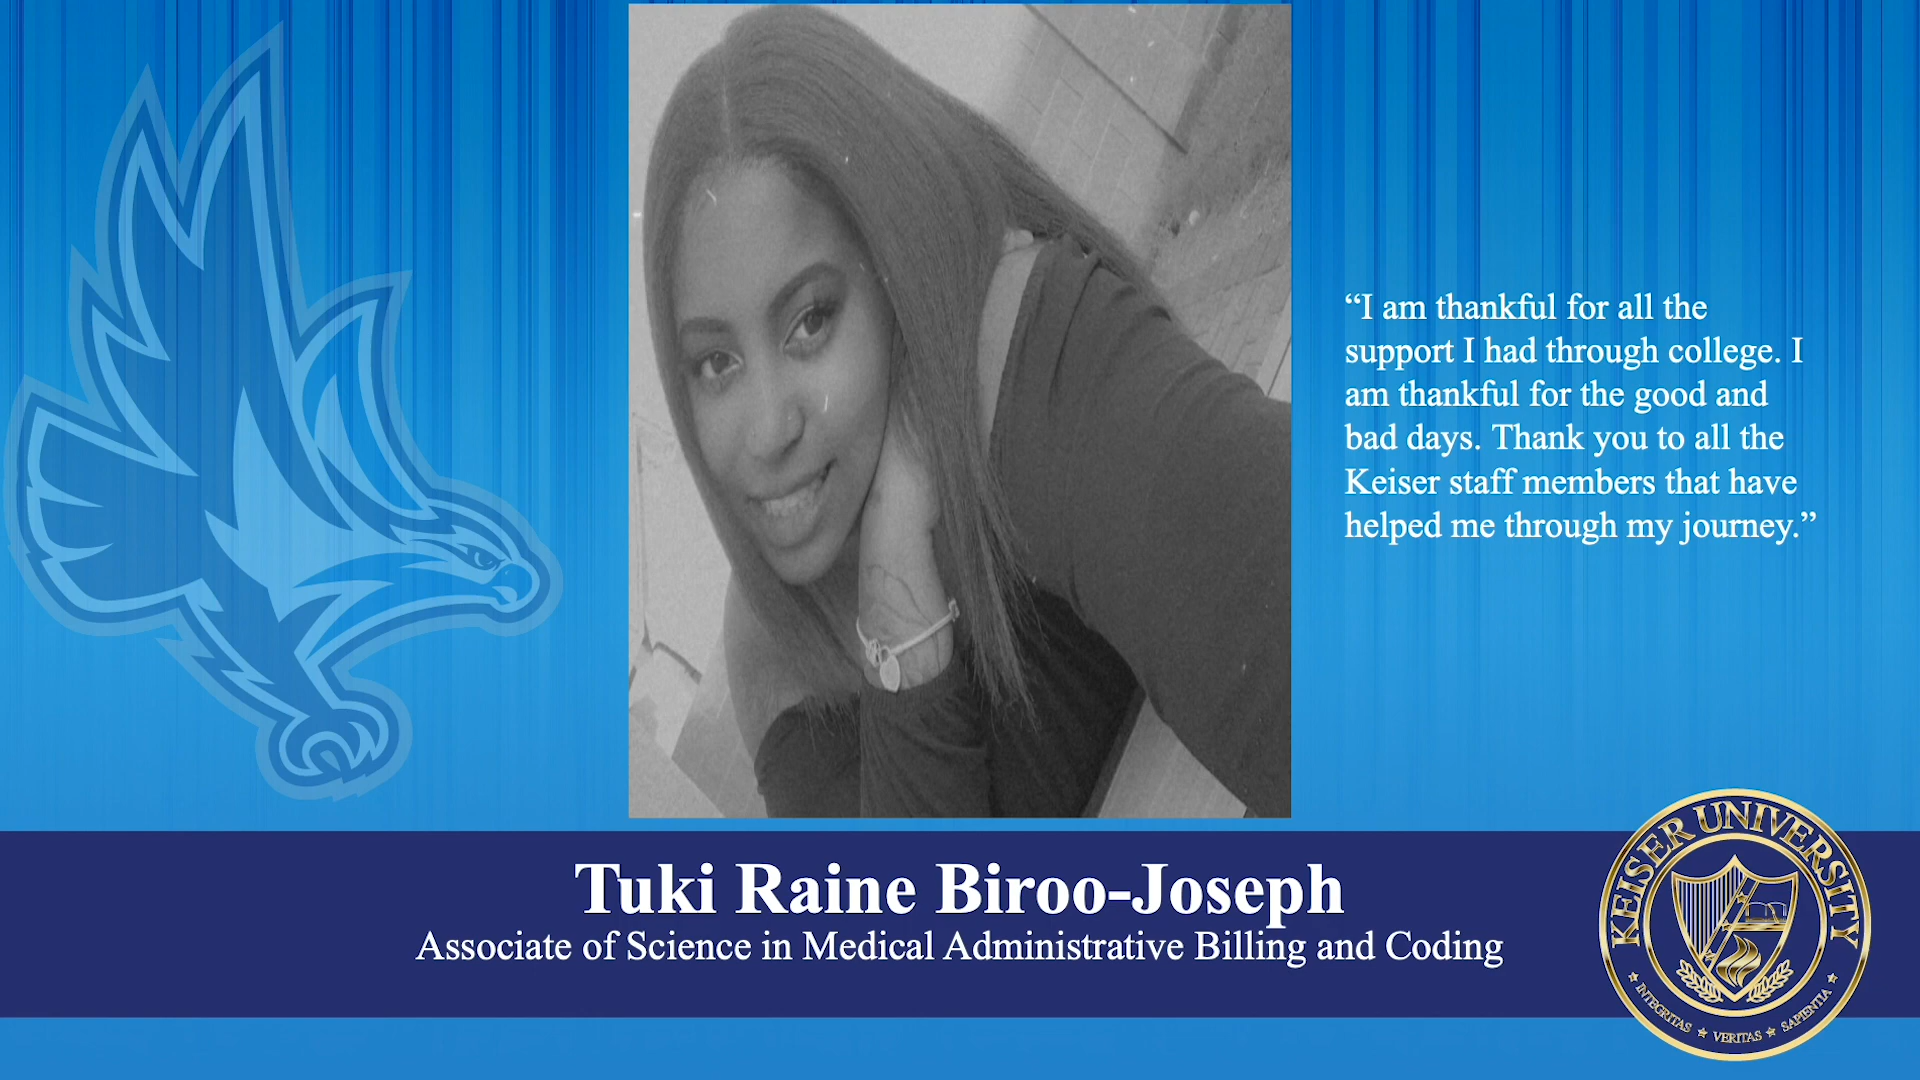 “I am thankful for all the
support I had through college. I
am thankful for the good and
bad days. Thank you to all the
Keiser staff members that have
helped me through my journey.”
Tuki Raine Biroo-Joseph
Associate of Science in Medical Administrative Billing and Coding
KEISER UNIVERSITY
INTEGRITAS ★ VERITAS ★ SAPIENTIA